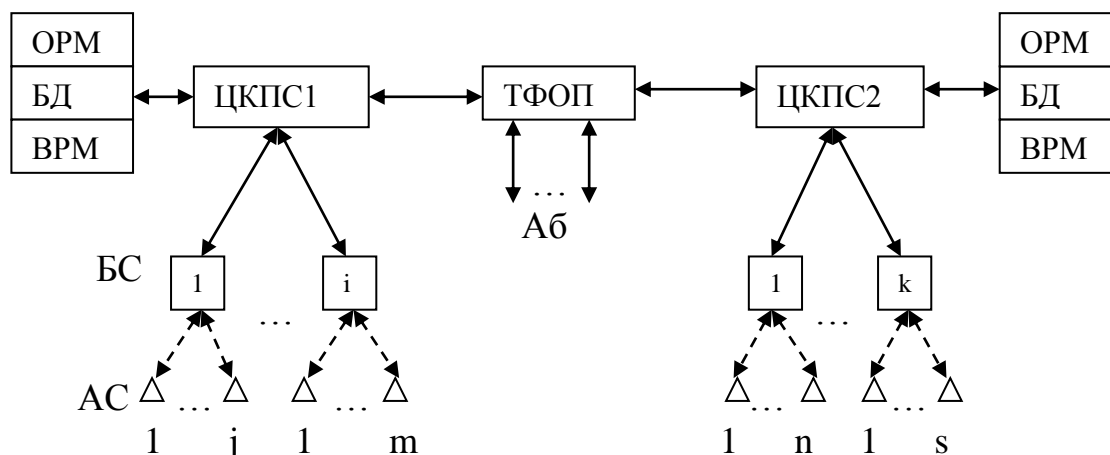 ОРМ ОРМ
БД ЦКПС1 ТФОП ЦКПС2 БД
ВРМ ВРМ
...
Аб
БС 1 i 1 k
... ...
АС ... ... ... ...
1 j 1 m 1 n 1 s